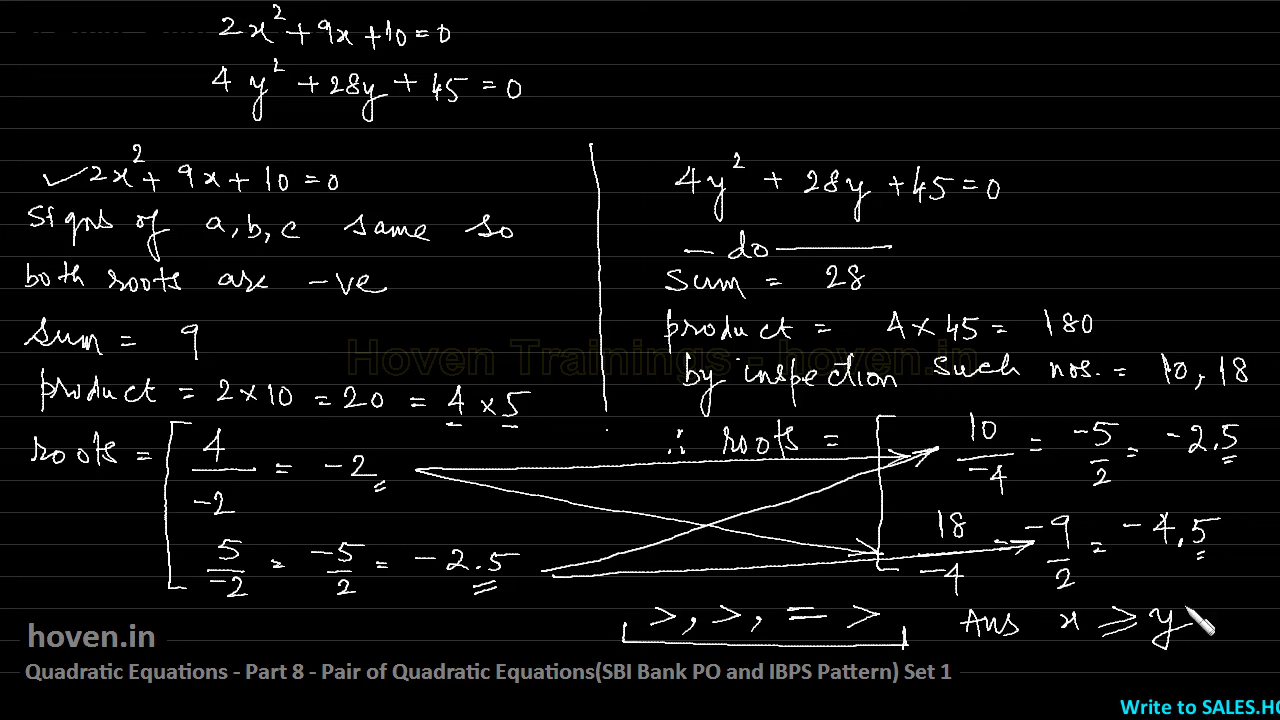 2x² + 9x + 10 = 0
4y² + 28y + 45 = 0
✓ 2x² + 9x + 10 = 0
Signs of a, b, c same so
both roots are -ve
Sum = 9
product = 2 × 10 = 20 = 4 × 5
roots = [ 4/-2 = -2
5/-2 = -5/2 = -2.5
4y² + 28y + 45 = 0
— do ———
Sum = 28
product = 4 × 45 = 180
by inspection such nos. = 10, 18
∴ roots = [ 10/-4 = -5/2 = -2.5
18/-4 = -9/2 = -4.5
>, >, = > Ans x ≥ y
Hoven Trainings - hoven.in
hoven.in
Quadratic Equations - Part 8 - Pair of Quadratic Equations(SBI Bank PO and IBPS Pattern) Set 1
Write to SALES.HO